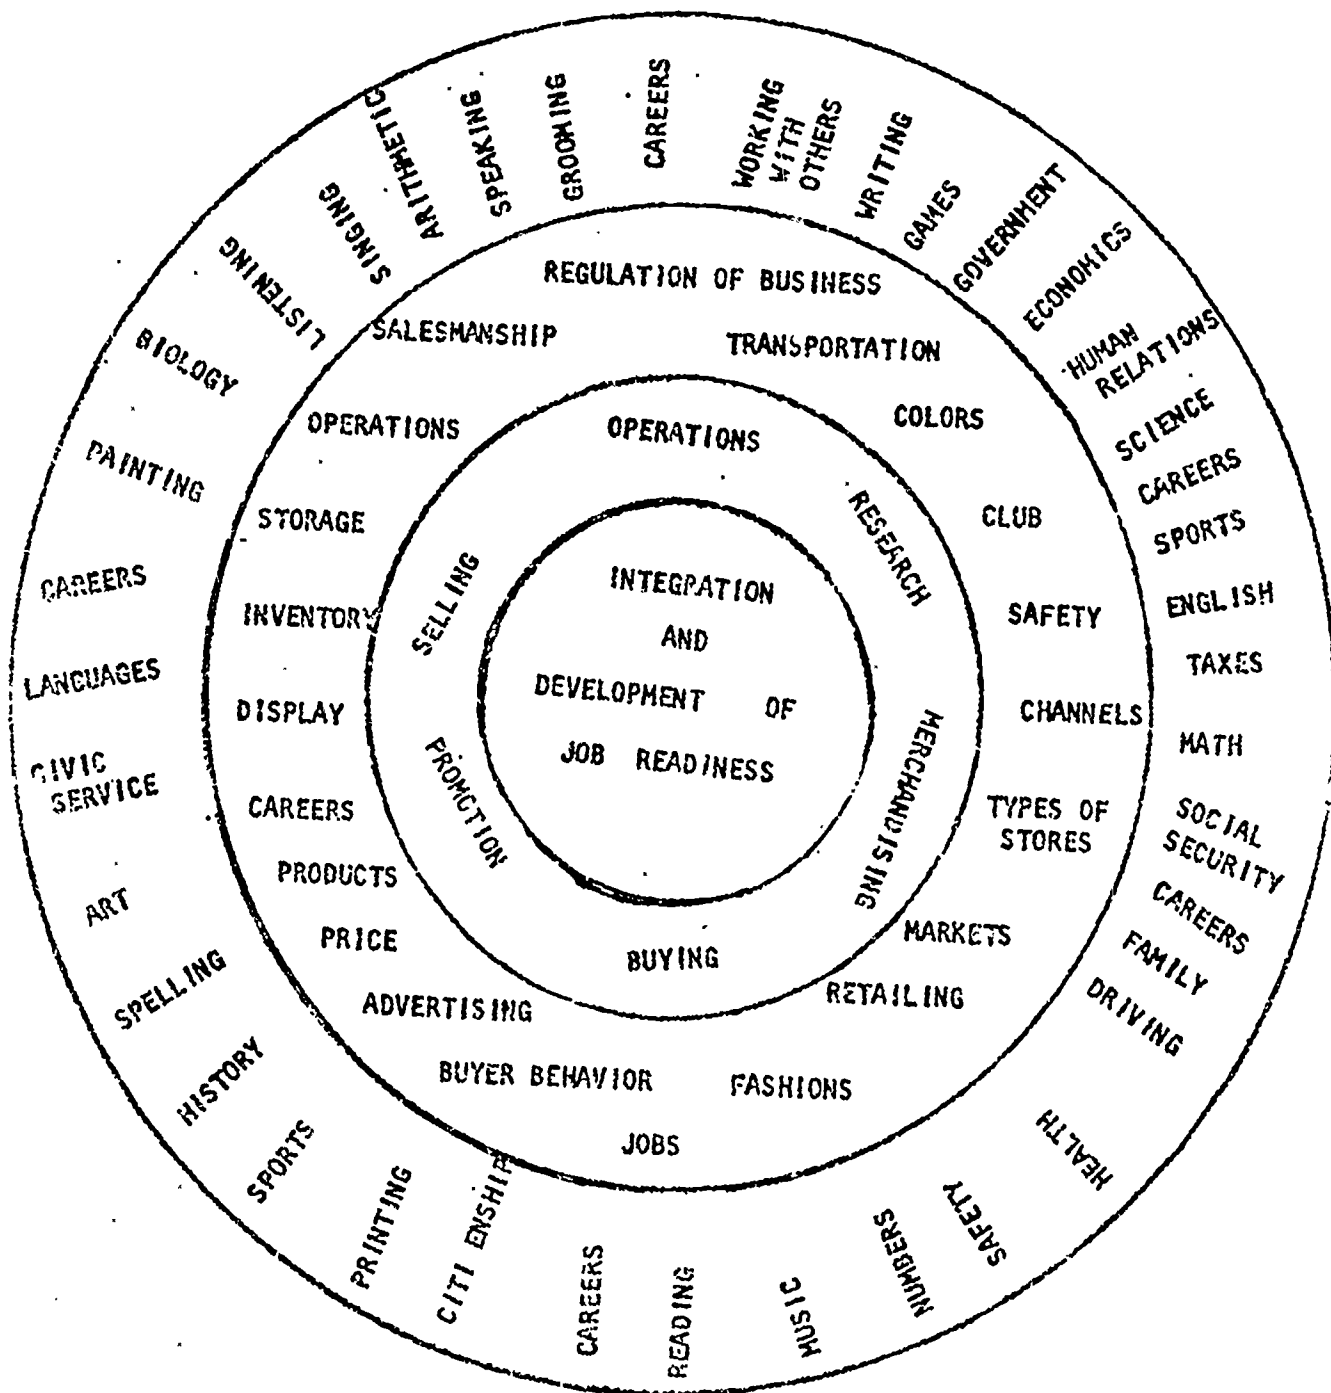 CAREERS
WORKING
WITH
OTHERS
WRITING
GAMES
GOVERNMENT
ECONOMICS
HUMAN
RELATIONS
SCIENCE
CAREERS
SPORTS
ENGLISH
TAXES
MATH
SOCIAL
SECURITY
CAREERS
FAMILY
DRIVING
HEALTH
SAFETY
NUMBERS
MUSIC
READING
CAREERS
CITI ENSHIP
PRINTING
SPORTS
HISTORY
SPELLING
ART
CIVIC
SERVICE
LANGUAGES
CAREERS
PAINTING
BIOLOGY
LISTENING
SINGING
ARITHMETIC
SPEAKING
GROOMING
REGULATION OF BUSINESS
TRANSPORTATION
COLORS
CLUB
SAFETY
CHANNELS
TYPES OF
STORES
MARKETS
RETAILING
FASHIONS
JOBS
BUYER BEHAVIOR
ADVERTISING
PRICE
PRODUCTS
CAREERS
DISPLAY
INVENTORY
STORAGE
OPERATIONS
SALESMANSHIP
OPERATIONS
RESEARCH
MERCHANDISING
BUYING
PROMOTION
SELLING
INTEGRATION
AND
DEVELOPMENT OF
JOB READINESS